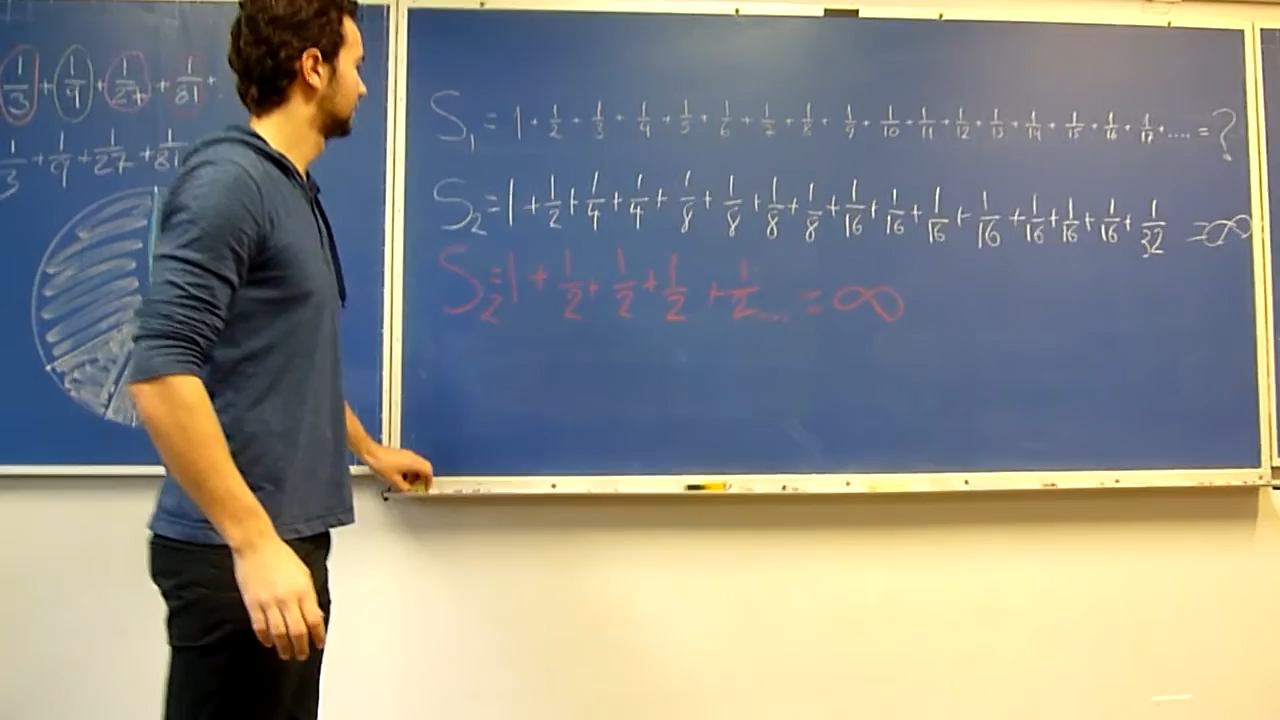 1/3 + 1/9 + 1/27 + 1/81 + .
1/3 + 1/9 + 1/27 + 1/81
S₁ = 1 + 1/2 + 1/3 + 1/4 + 1/5 + 1/6 + 1/7 + 1/8 + 1/9 + 1/10 + 1/11 + 1/12 + 1/13 + 1/14 + 1/15 + 1/16 + 1/17 + .... = ?
S₂ = 1 + 1/2 + 1/4 + 1/4 + 1/8 + 1/8 + 1/8 + 1/8 + 1/16 + 1/16 + 1/16 + 1/16 + 1/16 + 1/16 + 1/16 + 1/32 = ∞
S₂ = 1 + 1/2 + 1/2 + 1/2 + 1/2 ... = ∞